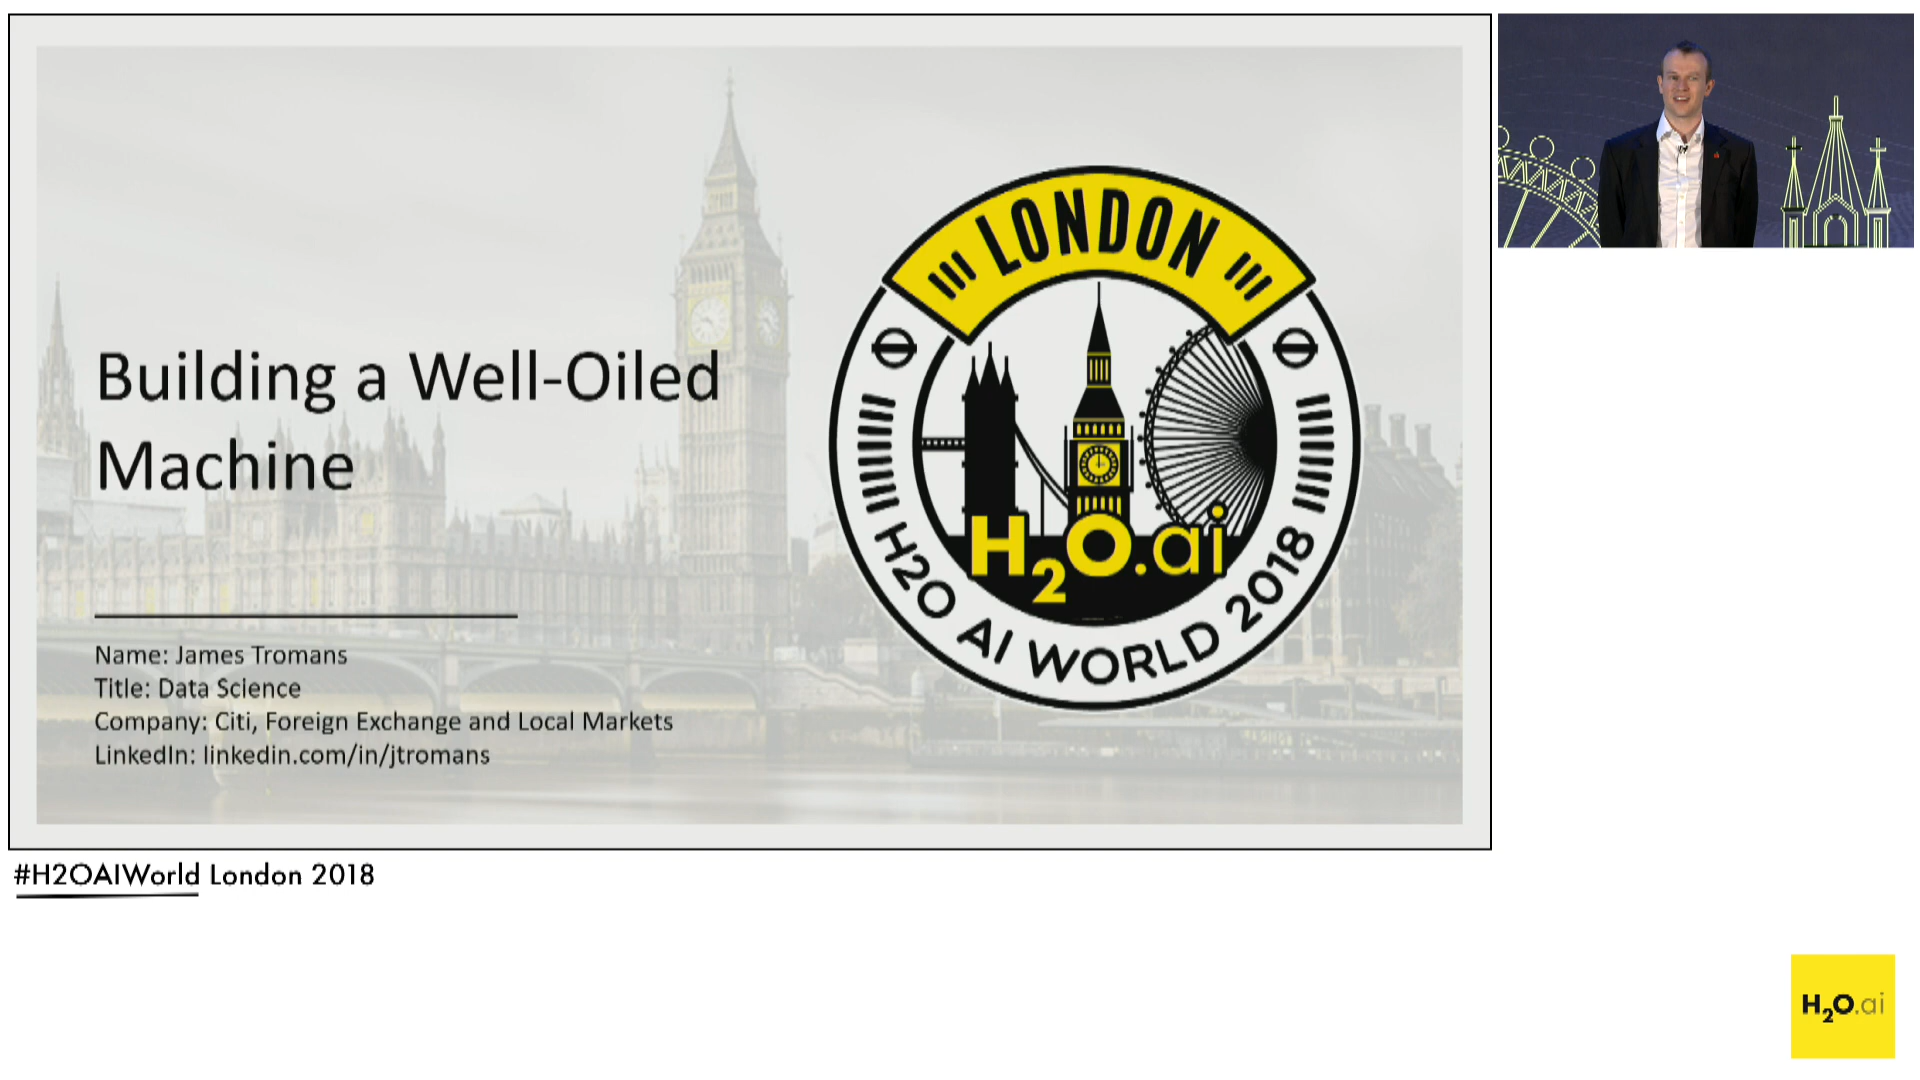 Building a Well-Oiled
Machine
Name: James Tromans
Title: Data Science
Company: Citi, Foreign Exchange and Local Markets
LinkedIn: linkedin.com/in/jtromans
LONDON
H2O.ai
H2O AI WORLD 2018
#H2OAIWorld London 2018
H2O.ai